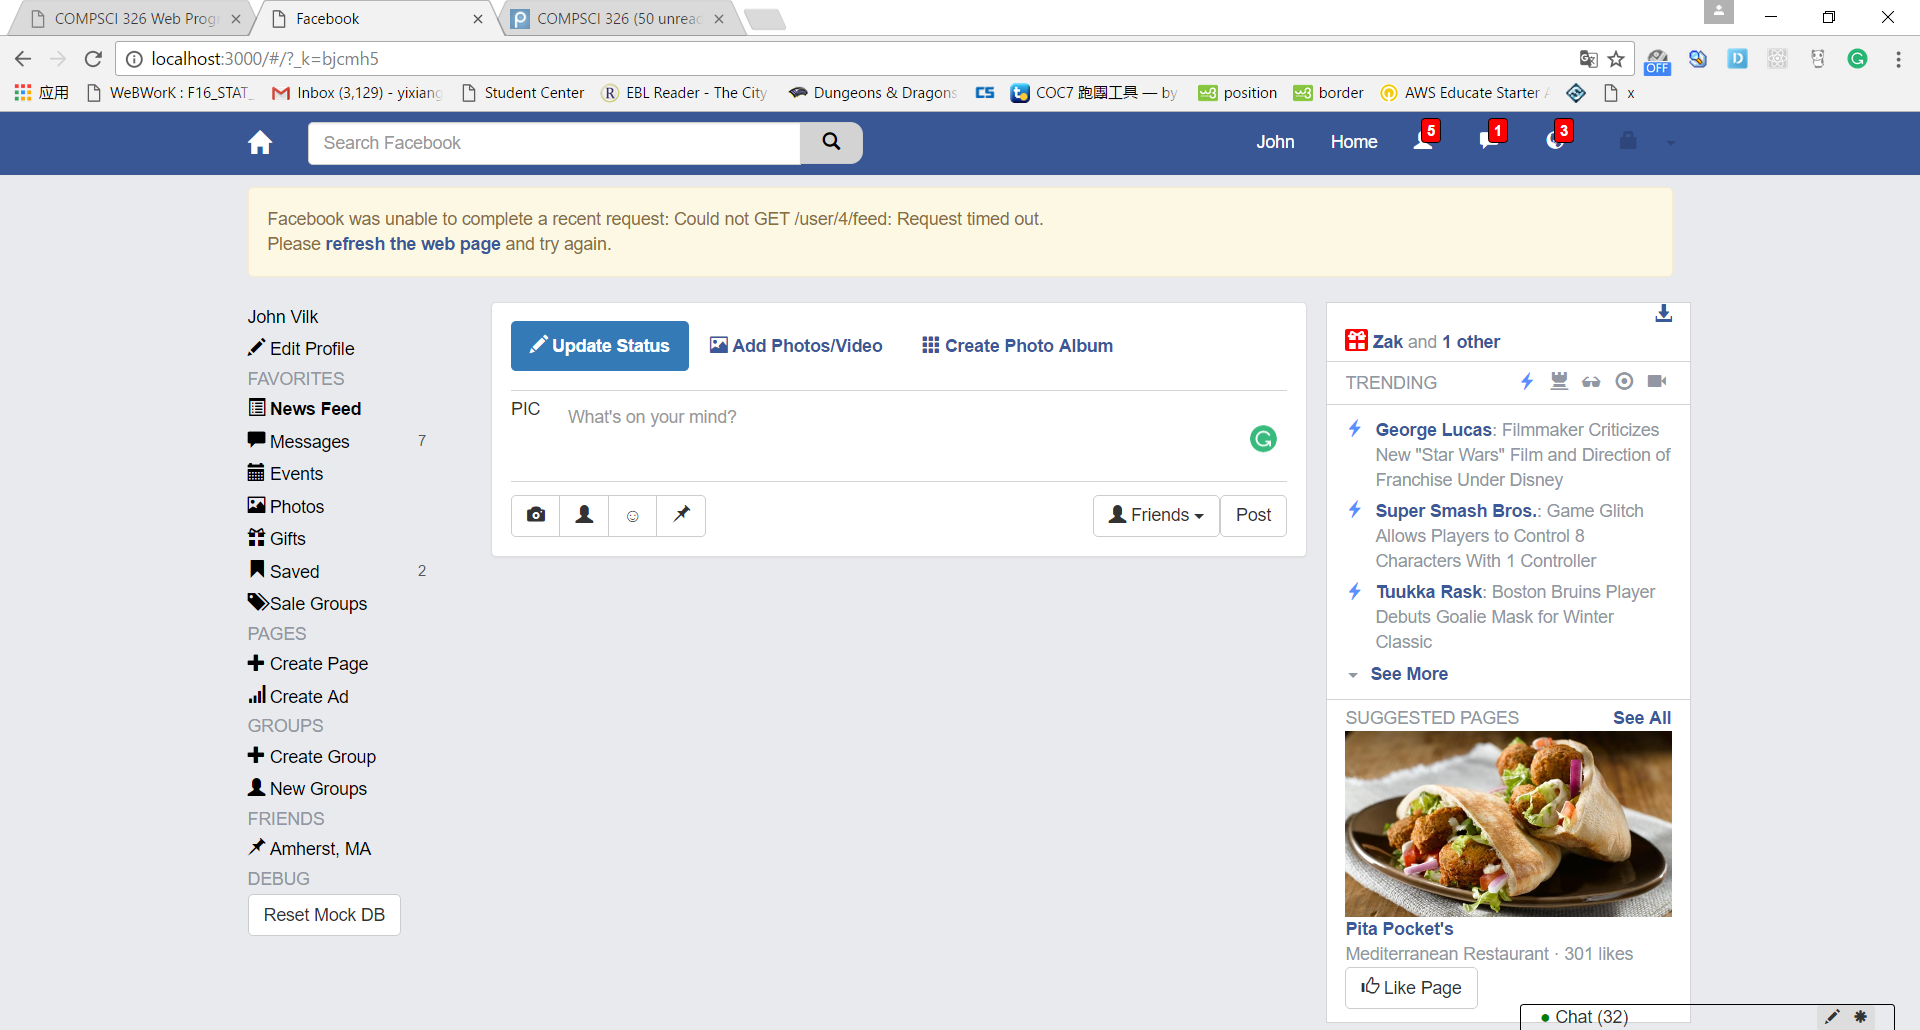 COMPSCI 326 Web Prog
Facebook
COMPSCI 326 (50 unrea
localhost:3000/#/?_k=bjcmh5
OFF
应用
WeBWorK : F16_STAT_
Inbox (3,129) - yixiang
Student Center
EBL Reader - The City
Dungeons & Dragons
CS
COC7 跑團工具 — by
position
border
AWS Educate Starter
x
Search Facebook
John
Home
5
1
3
Facebook was unable to complete a recent request: Could not GET /user/4/feed: Request timed out.
Please refresh the web page and try again.
John Vilk
Edit Profile
FAVORITES
News Feed
Messages 7
Events
Photos
Gifts
Saved 2
Sale Groups
PAGES
Create Page
Create Ad
GROUPS
Create Group
New Groups
FRIENDS
Amherst, MA
DEBUG
Reset Mock DB
Update Status
Add Photos/Video
Create Photo Album
PIC
What's on your mind?
Friends
Post
Zak and 1 other
TRENDING
George Lucas: Filmmaker Criticizes
New "Star Wars" Film and Direction of
Franchise Under Disney
Super Smash Bros.: Game Glitch
Allows Players to Control 8
Characters With 1 Controller
Tuukka Rask: Boston Bruins Player
Debuts Goalie Mask for Winter
Classic
See More
SUGGESTED PAGES See All
Pita Pocket's
Mediterranean Restaurant · 301 likes
Like Page
Chat (32)